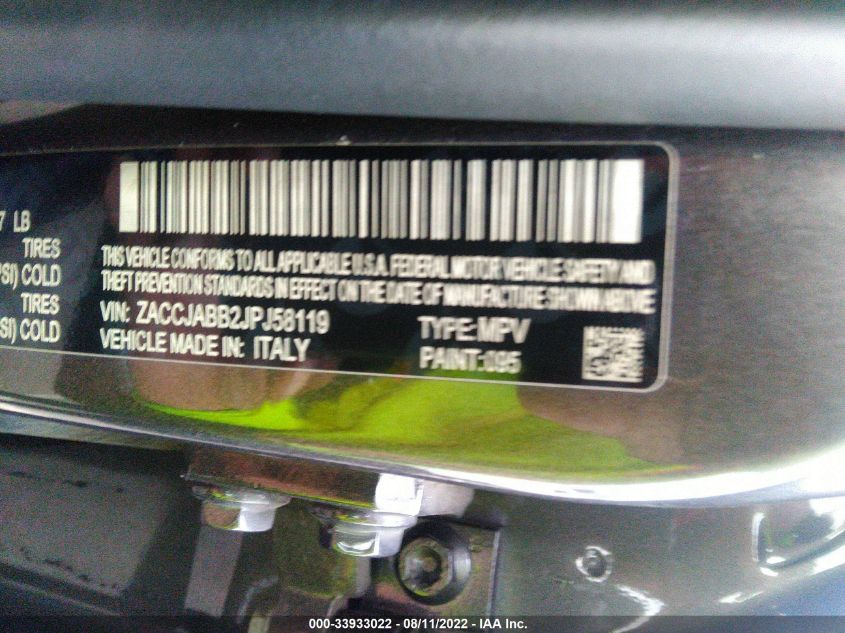 7 LB
TIRES
PSI) COLD
TIRES
SI) COLD
THIS VEHICLE CONFORMS TO ALL APPLICABLE U.S.A. FEDERAL MOTOR VEHICLE SAFETY AND
THEFT PREVENTION STANDARDS IN EFFECT ON THE DATE OF MANUFACTURE SHOWN ABOVE
VIN: ZACCJABB2JPJ58119
TYPE:MPV
VEHICLE MADE IN: ITALY
PAINT:095
000-33933022 - 08/11/2022 - IAA Inc.